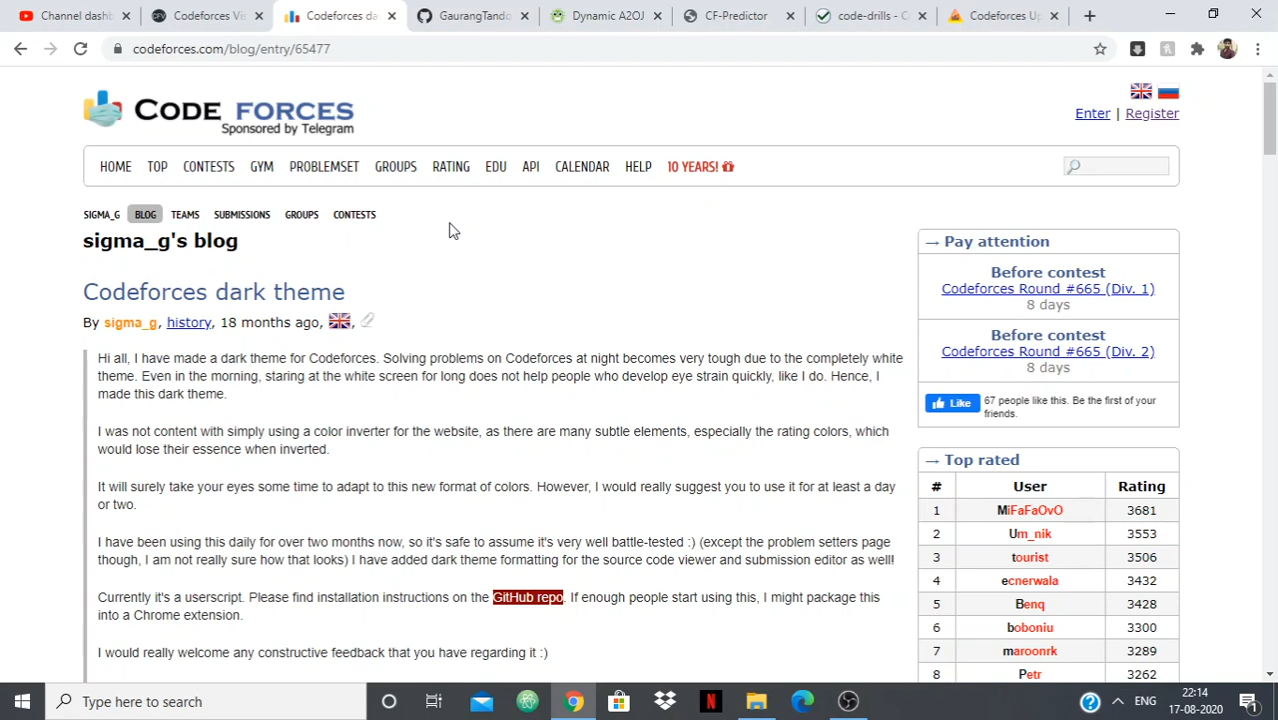 Channel dashb
Codeforces Vi
Codeforces da
GaurangTando
Dynamic A2OJ
CF-Predictor
code-drills - C
Codeforces Up
codeforces.com/blog/entry/65477
CODE FORCES
Sponsored by Telegram
Enter | Register
HOME TOP CONTESTS GYM PROBLEMSET GROUPS RATING EDU API CALENDAR HELP 10 YEARS!
SIGMA_G BLOG TEAMS SUBMISSIONS GROUPS CONTESTS
sigma_g's blog
Codeforces dark theme
By sigma_g, history, 18 months ago,
Hi all, I have made a dark theme for Codeforces. Solving problems on Codeforces at night becomes very tough due to the completely white
theme. Even in the morning, staring at the white screen for long does not help people who develop eye strain quickly, like I do. Hence, I
made this dark theme.
I was not content with simply using a color inverter for the website, as there are many subtle elements, especially the rating colors, which
would lose their essence when inverted.
It will surely take your eyes some time to adapt to this new format of colors. However, I would really suggest you to use it for at least a day
or two.
I have been using this daily for over two months now, so it's safe to assume it's very well battle-tested :) (except the problem setters page
though, I am not really sure how that looks) I have added dark theme formatting for the source code viewer and submission editor as well!
Currently it's a userscript. Please find installation instructions on the GitHub repo. If enough people start using this, I might package this
into a Chrome extension.
I would really welcome any constructive feedback that you have regarding it :)
→ Pay attention
Before contest
Codeforces Round #665 (Div. 1)
8 days
Before contest
Codeforces Round #665 (Div. 2)
8 days
Like 67 people like this. Be the first of your
friends.
→ Top rated
# User Rating
1 MiFaFaOvO 3681
2 Um_nik 3553
3 tourist 3506
4 ecnerwala 3432
5 Benq 3428
6 boboniu 3300
7 maroonrk 3289
8 Petr 3262
Type here to search
ENG
22:14
17-08-2020
1